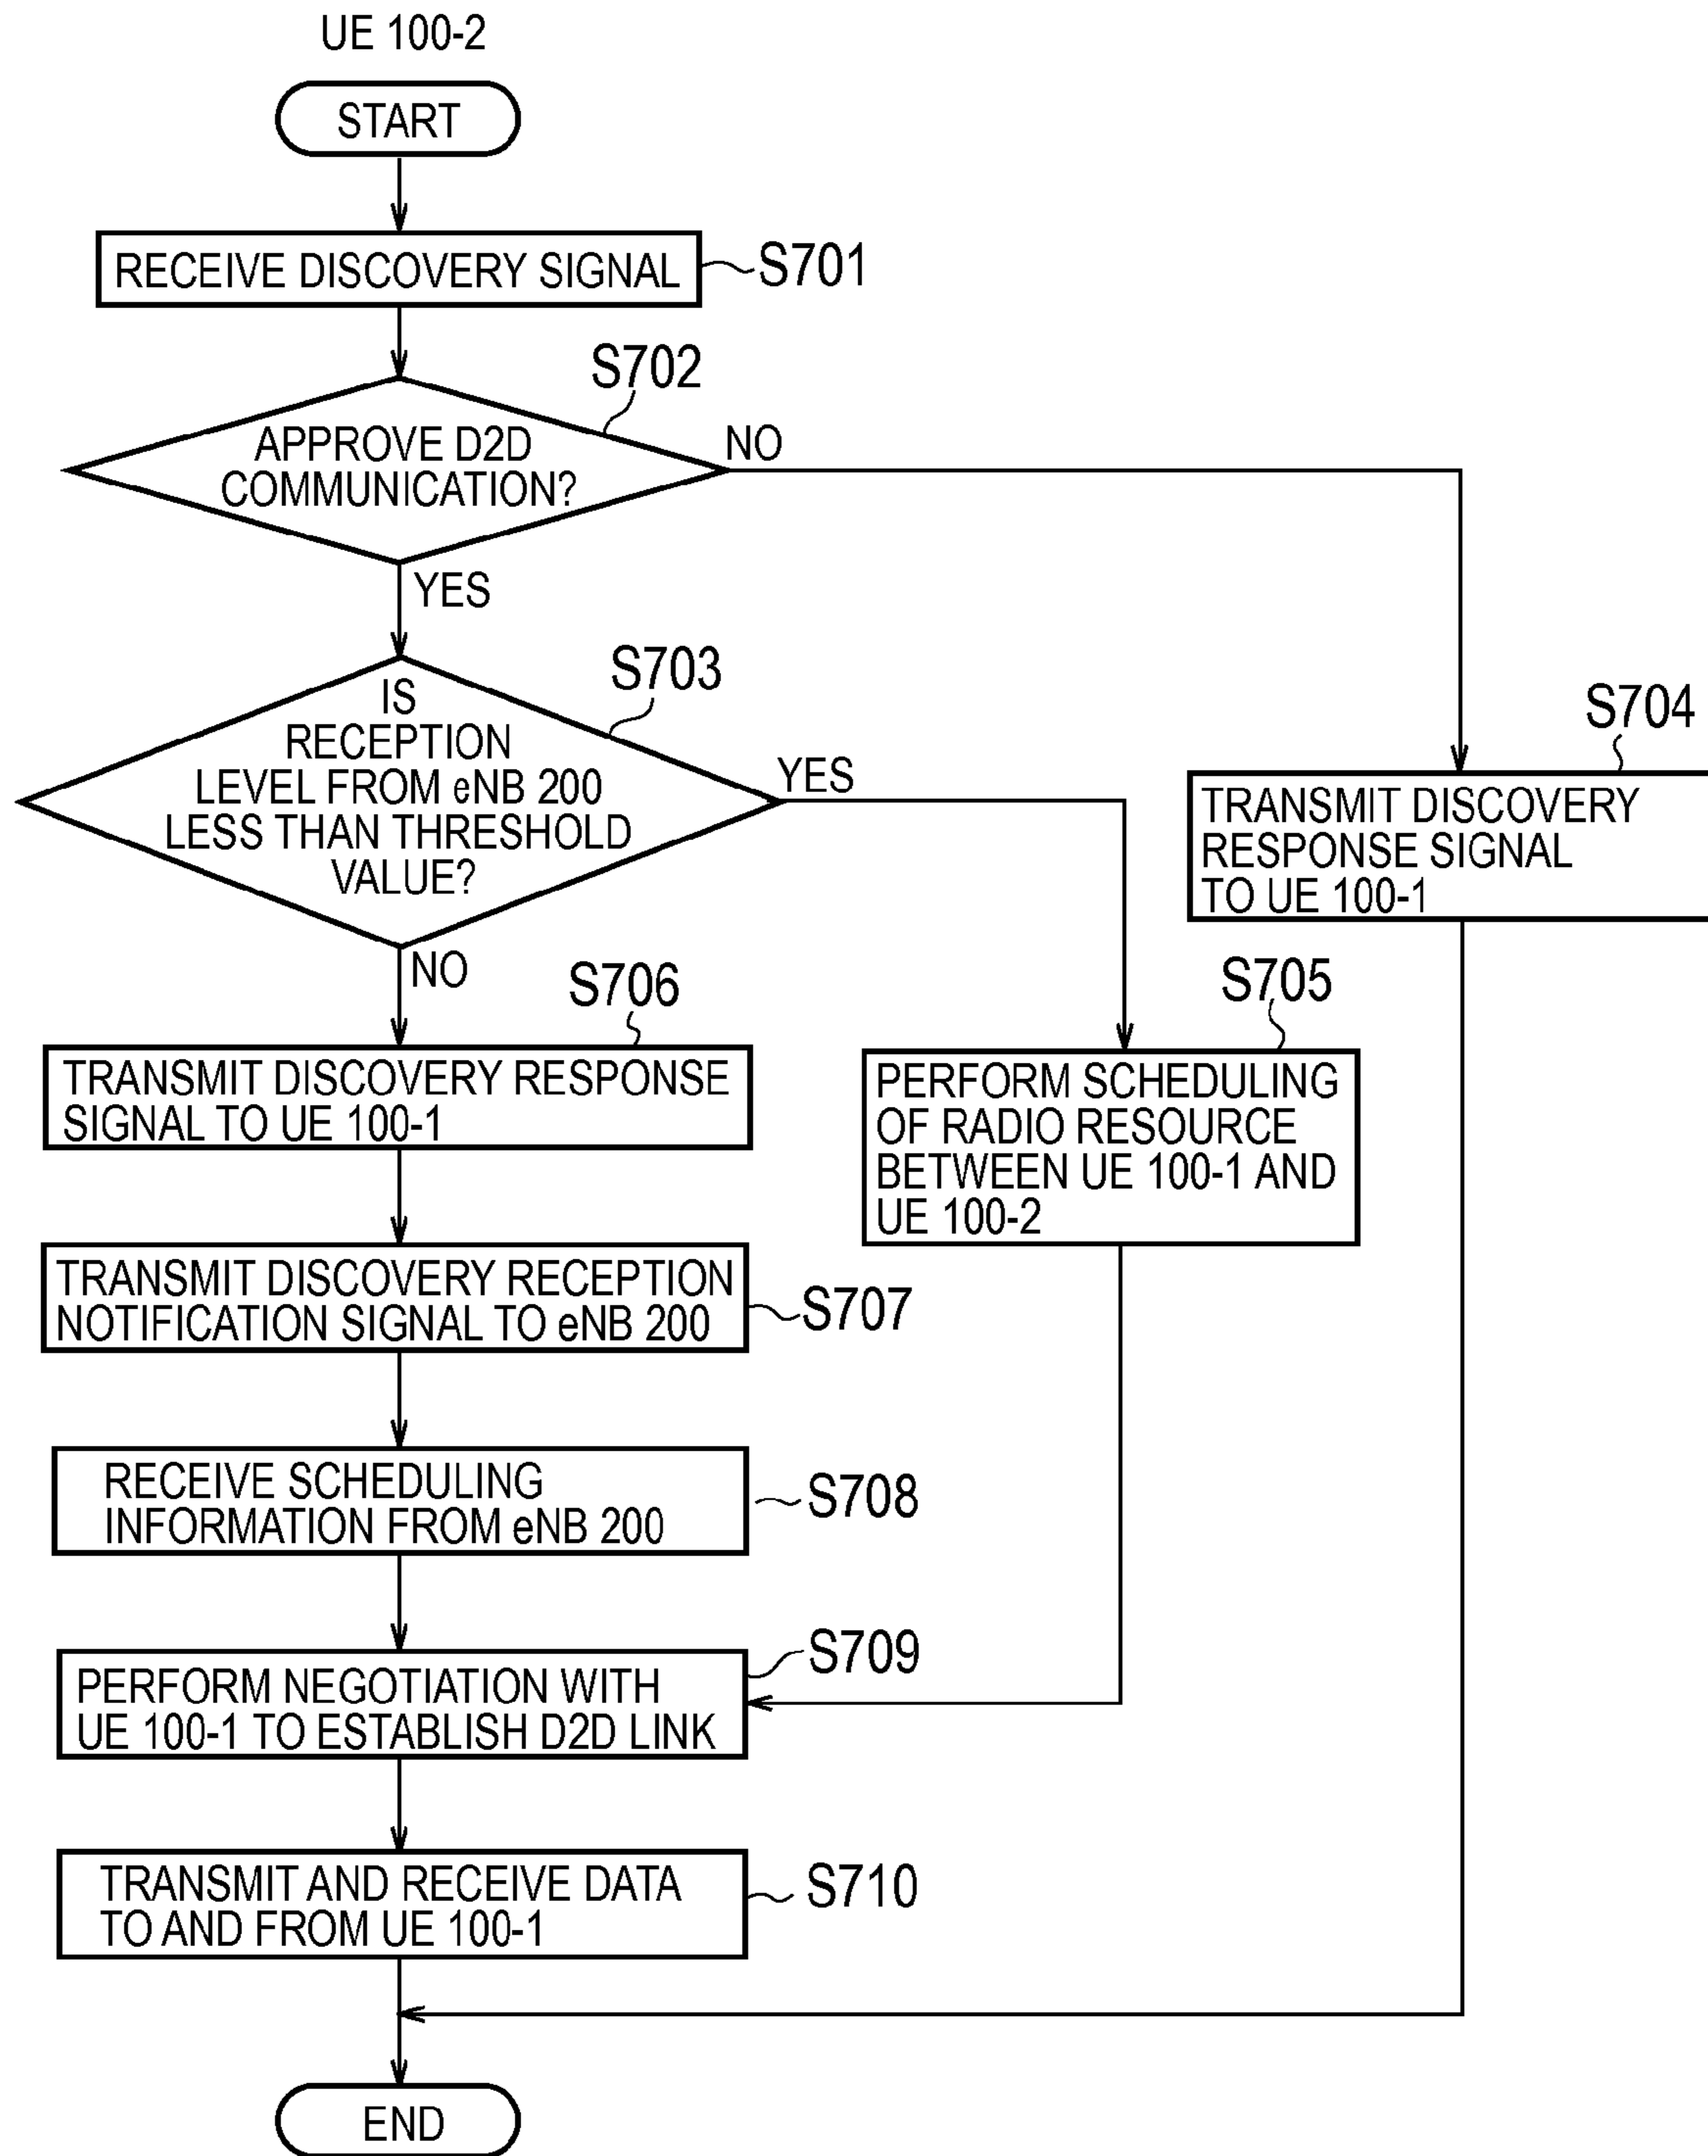 UE 100-2
START
RECEIVE DISCOVERY SIGNAL
S701
S702
APPROVE D2D
COMMUNICATION?
NO
YES
S703
IS
RECEPTION
LEVEL FROM eNB 200
LESS THAN THRESHOLD
VALUE?
YES
NO
S704
TRANSMIT DISCOVERY
RESPONSE SIGNAL
TO UE 100-1
S705
PERFORM SCHEDULING
OF RADIO RESOURCE
BETWEEN UE 100-1 AND
UE 100-2
S706
TRANSMIT DISCOVERY RESPONSE
SIGNAL TO UE 100-1
TRANSMIT DISCOVERY RECEPTION
NOTIFICATION SIGNAL TO eNB 200
S707
RECEIVE SCHEDULING
INFORMATION FROM eNB 200
S708
S709
PERFORM NEGOTIATION WITH
UE 100-1 TO ESTABLISH D2D LINK
TRANSMIT AND RECEIVE DATA
TO AND FROM UE 100-1
S710
END